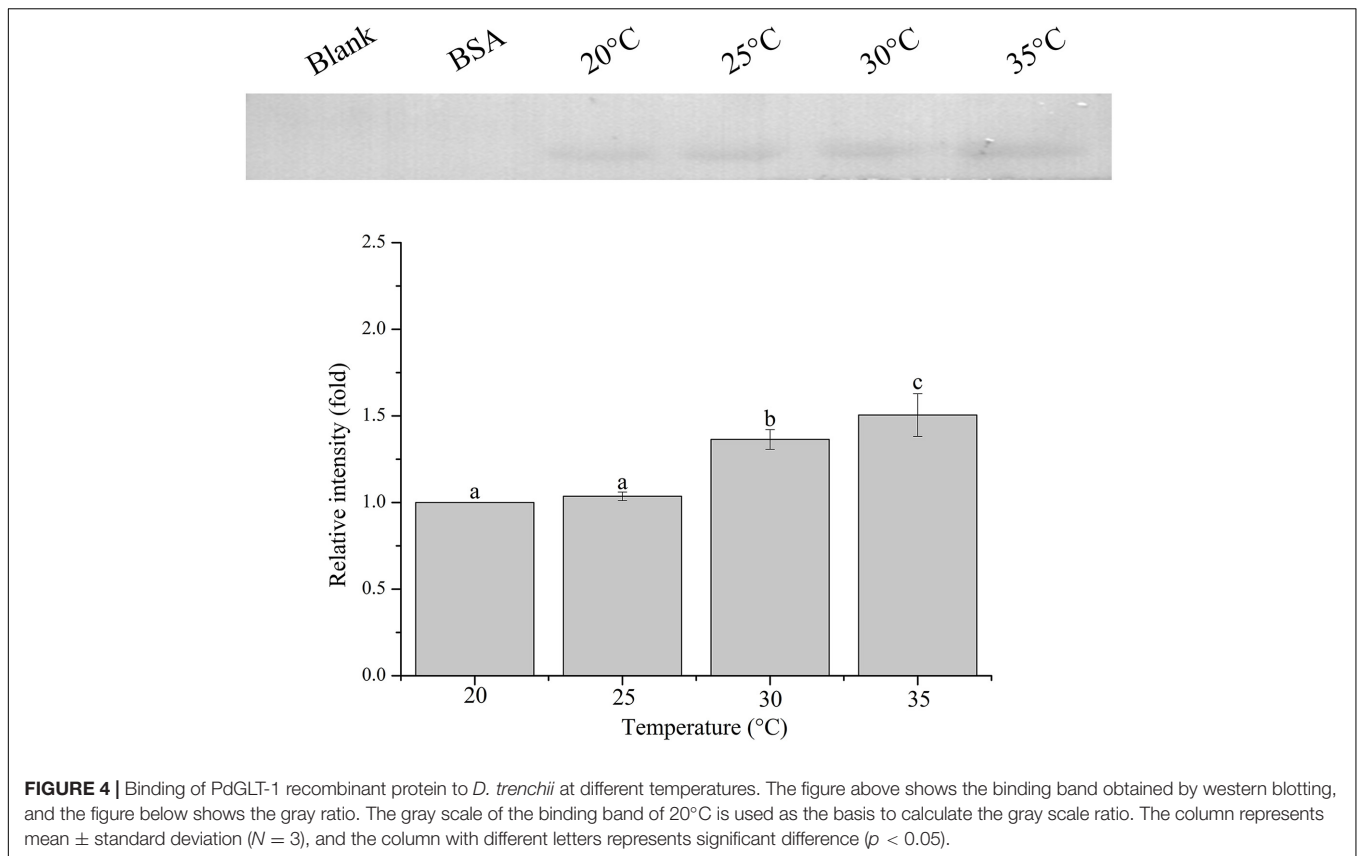 Blank BSA 20°C 25°C 30°C 35°C
2.5
2.0
1.5
1.0
0.5
0.0
Relative intensity (fold)
a a b c
20 25 30 35
Temperature (°C)
FIGURE 4 | Binding of PdGLT-1 recombinant protein to D. trenchii at different temperatures. The figure above shows the binding band obtained by western blotting,
and the figure below shows the gray ratio. The gray scale of the binding band of 20°C is used as the basis to calculate the gray scale ratio. The column represents
mean ± standard deviation (N = 3), and the column with different letters represents significant difference (p < 0.05).